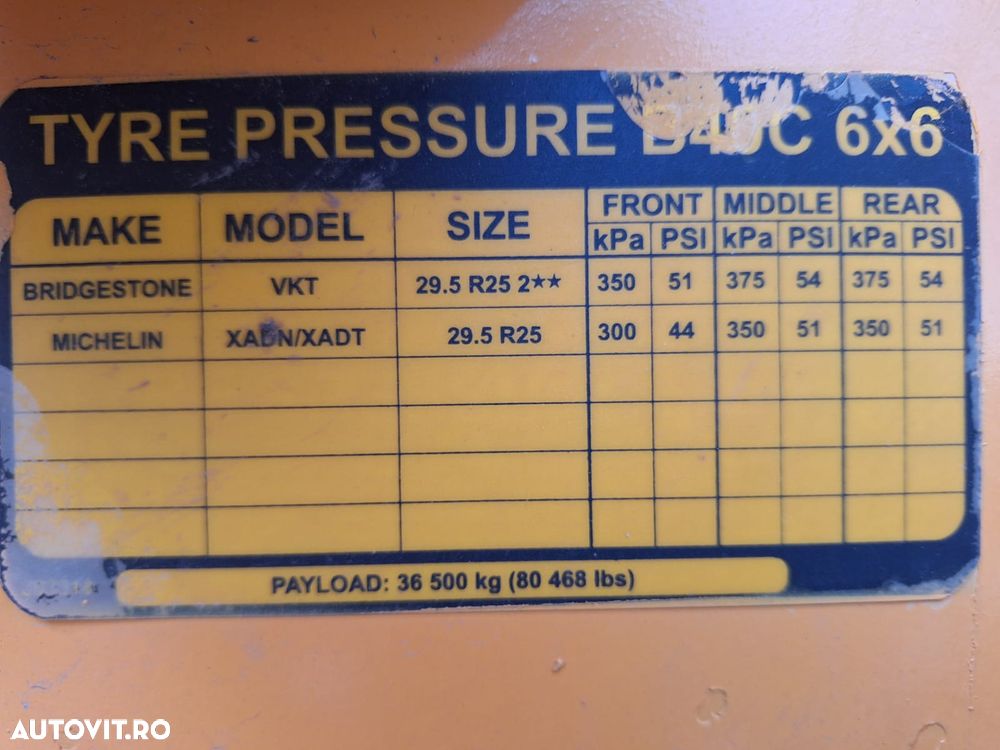 TYRE PRESSURE B40C 6x6
MAKE MODEL SIZE FRONT MIDDLE REAR
kPa PSI kPa PSI kPa PSI
BRIDGESTONE VKT 29.5 R25 2★★ 350 51 375 54 375 54
MICHELIN XADN/XADT 29.5 R25 300 44 350 51 350 51
PAYLOAD: 36 500 kg (80 468 lbs)
AUTOVIT.RO